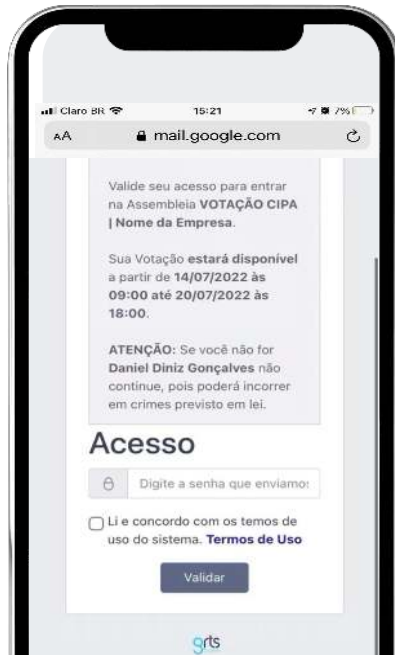 Claro BR 15:21 7%
AA mail.google.com
Valide seu acesso para entrar
na Assembleia VOTAÇÃO CIPA
| Nome da Empresa.
Sua Votação estará disponível
a partir de 14/07/2022 às
09:00 até 20/07/2022 às
18:00.
ATENÇÃO: Se você não for
Daniel Diniz Gonçalves não
continue, pois poderá incorrer
em crimes previsto em lei.
Acesso
Digite a senha que enviamos
Li e concordo com os temos de
uso do sistema. Termos de Uso
Validar
grts